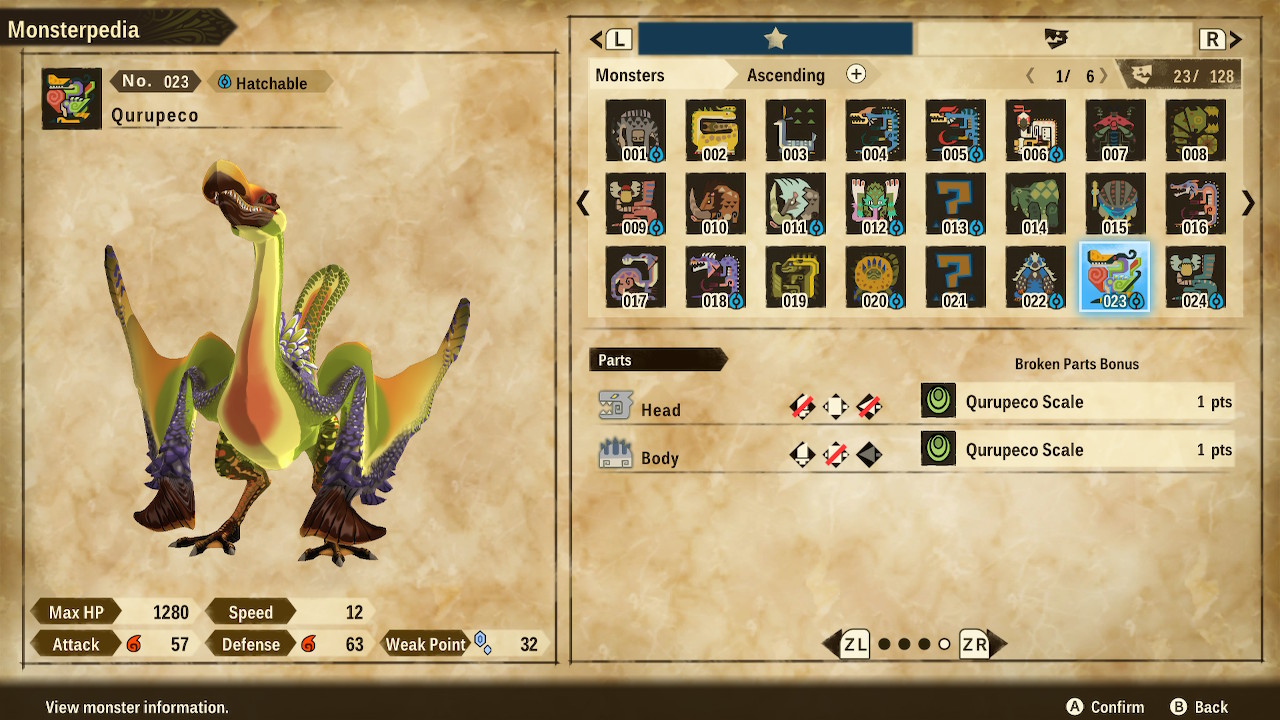 Monsterpedia
No. 023
Hatchable
Qurupeco
Max HP 1280
Speed 12
Attack 57
Defense 63
Weak Point 32
L
R
Monsters
Ascending
1/ 6
23/ 128
001 002 003 004 005 006 007 008
009 010 011 012 013 014 015 016
017 018 019 020 021 022 023 024
Parts
Broken Parts Bonus
Head
Qurupeco Scale 1 pts
Body
Qurupeco Scale 1 pts
ZL ZR
View monster information.
A Confirm B Back